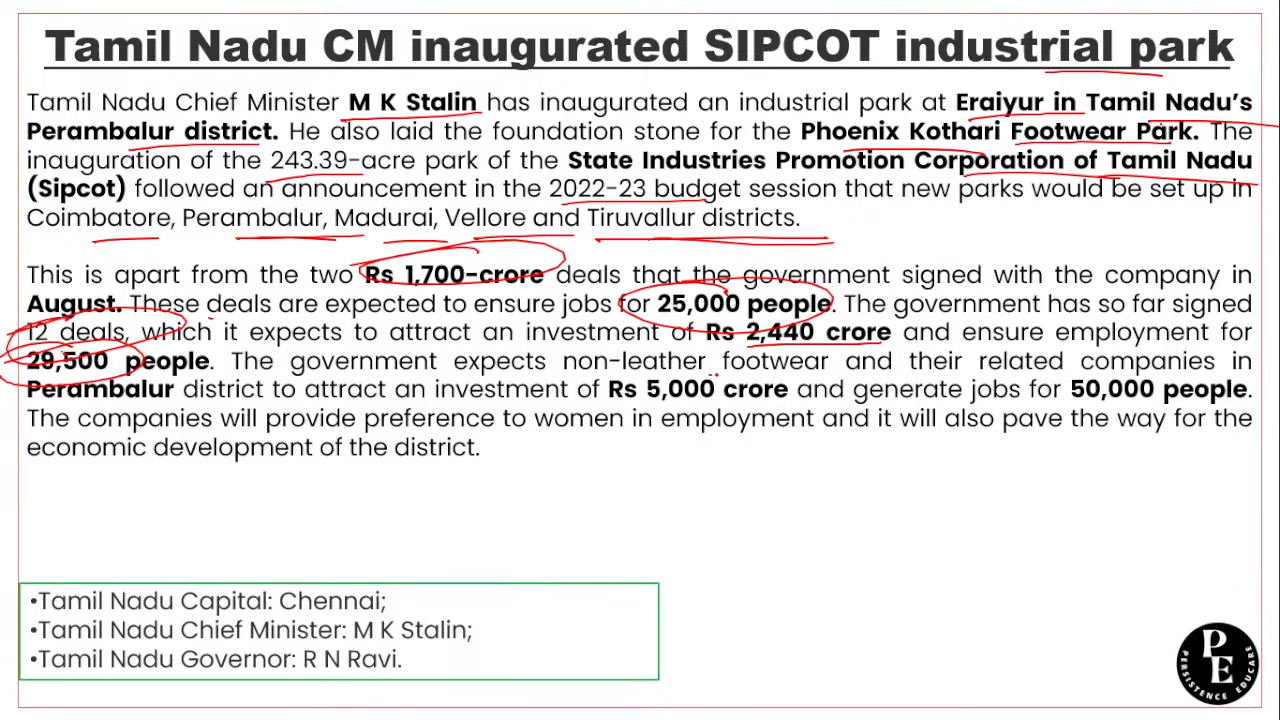 Tamil Nadu CM inaugurated SIPCOT industrial park
Tamil Nadu Chief Minister M K Stalin has inaugurated an industrial park at Eraiyur in Tamil Nadu's
Perambalur district. He also laid the foundation stone for the Phoenix Kothari Footwear Park. The
inauguration of the 243.39-acre park of the State Industries Promotion Corporation of Tamil Nadu
(Sipcot) followed an announcement in the 2022-23 budget session that new parks would be set up in
Coimbatore, Perambalur, Madurai, Vellore and Tiruvallur districts.
This is apart from the two Rs 1,700-crore deals that the government signed with the company in
August. These deals are expected to ensure jobs for 25,000 people. The government has so far signed
12 deals, which it expects to attract an investment of Rs 2,440 crore and ensure employment for
29,500 people. The government expects non-leather footwear and their related companies in
Perambalur district to attract an investment of Rs 5,000 crore and generate jobs for 50,000 people.
The companies will provide preference to women in employment and it will also pave the way for the
economic development of the district.
•Tamil Nadu Capital: Chennai;
•Tamil Nadu Chief Minister: M K Stalin;
•Tamil Nadu Governor: R N Ravi.
P
E
PERSISTENCE EDUCARE